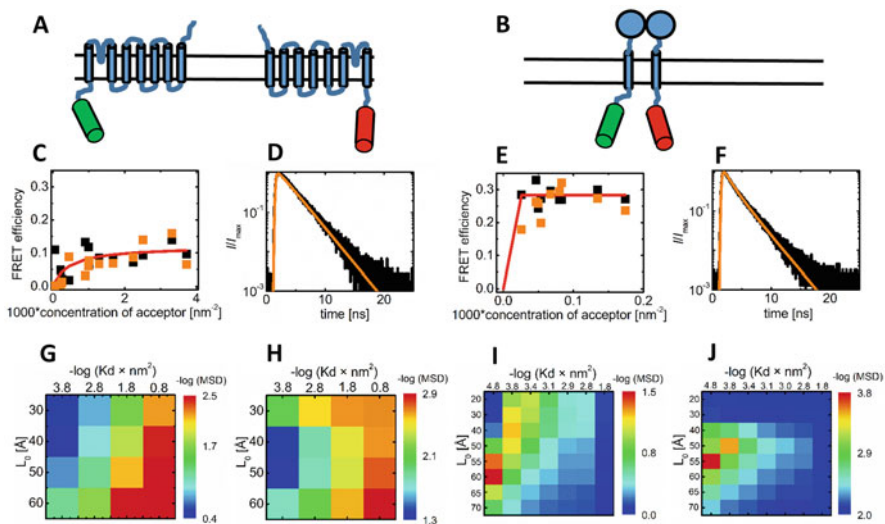 A
B
C
FRET efficiency
0.3
0.2
0.1
0.0
0
2
4
1000*concentration of acceptor [nm⁻²]
D
I/Imax
10⁻¹
10⁻³
0
10
20
time [ns]
E
FRET efficiency
0.3
0.2
0.1
0.0
0.0
0.1
0.2
1000*concentration of acceptor [nm⁻²]
F
I/Imax
10⁻¹
10⁻³
0
10
20
time [ns]
G
-log (Kd × nm²)
3.8 2.8 1.8 0.8
L₀ [Å]
30
40
50
60
-log (MSD)
2.5
1.7
1.1
0.4
H
-log (Kd × nm²)
3.8 2.8 1.8 0.8
L₀ [Å]
30
40
50
60
-log (MSD)
2.9
2.1
1.3
I
-log (Kd × nm²)
4.8 3.8 3.4 3.1 2.9 2.8 1.8
L₀ [Å]
20
30
40
50
55
60
65
70
-log (MSD)
1.5
0.8
0.0
J
-log (Kd × nm²)
4.8 3.8 3.4 3.1 3.0 2.8 1.8
L₀ [Å]
20
30
40
50
55
60
65
70
-log (MSD)
3.8
2.4
2.0